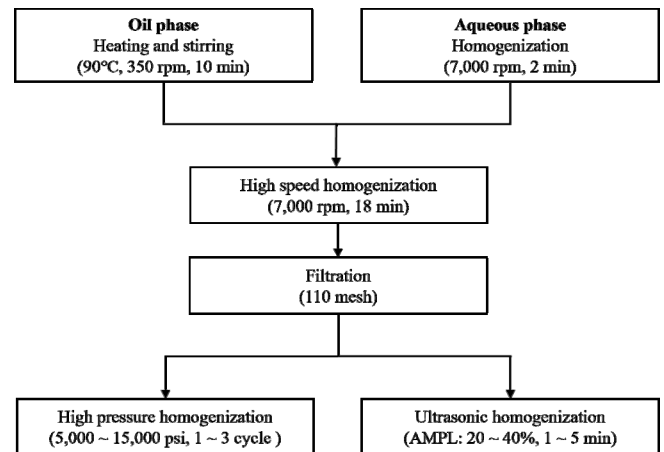 Oil phase
Heating and stirring
(90℃, 350 rpm, 10 min)
Aqueous phase
Homogenization
(7,000 rpm, 2 min)
High speed homogenization
(7,000 rpm, 18 min)
Filtration
(110 mesh)
High pressure homogenization
(5,000 ~ 15,000 psi, 1 ~ 3 cycle )
Ultrasonic homogenization
(AMPL: 20 ~ 40%, 1 ~ 5 min)